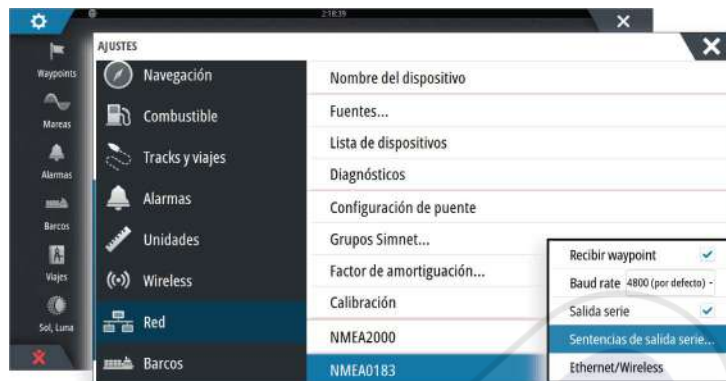 2:18:39
AJUSTES
Waypoints
Mareas
Alarmas
Barcos
Viajes
Sol, Luna
Navegación
Combustible
Tracks y viajes
Alarmas
Unidades
Wireless
Red
Barcos
Nombre del dispositivo
Fuentes...
Lista de dispositivos
Diagnósticos
Configuración de puente
Grupos Simnet...
Factor de amortiguación...
Calibración
NMEA2000
NMEA0183
Recibir waypoint
Baud rate 4800 (por defecto)
Salida serie
Sentencias de salida serie...
Ethernet/Wireless